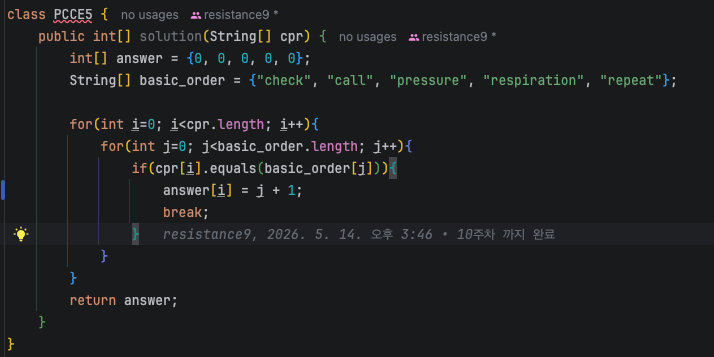 class PCCE5 {   no usages   resistance9 *
    public int[] solution(String[] cpr) {   no usages   resistance9 *
        int[] answer = {0, 0, 0, 0, 0};
        String[] basic_order = {"check", "call", "pressure", "respiration", "repeat"};
        for(int i=0; i<cpr.length; i++){
            for(int j=0; j<basic_order.length; j++){
                if(cpr[i].equals(basic_order[j])){
                    answer[i] = j + 1;
                    break;
                }   resistance9, 2026. 5. 14. 오후 3:46 • 10주차 까지 완료
            }
        }
        return answer;
    }
}